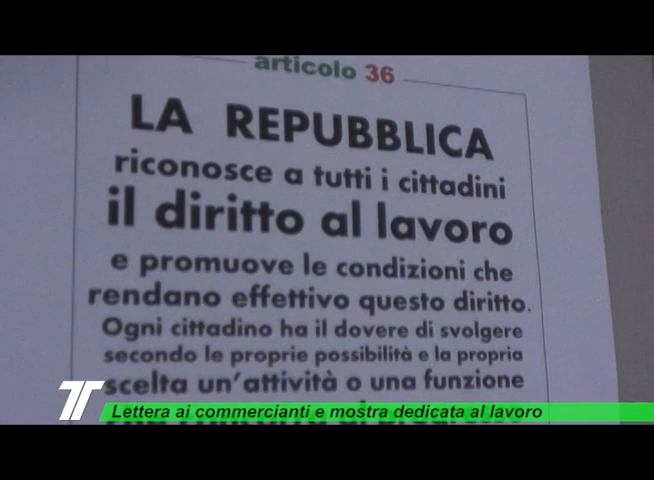 articolo 36
LA REPUBBLICA
riconosce a tutti i cittadini
il diritto al lavoro
e promuove le condizioni che
rendano effettivo questo diritto.
Ogni cittadino ha il dovere di svolgere
secondo le proprie possibilità e la propria
scelta un'attività o una funzione
Lettera ai commercianti e mostra dedicata al lavoro